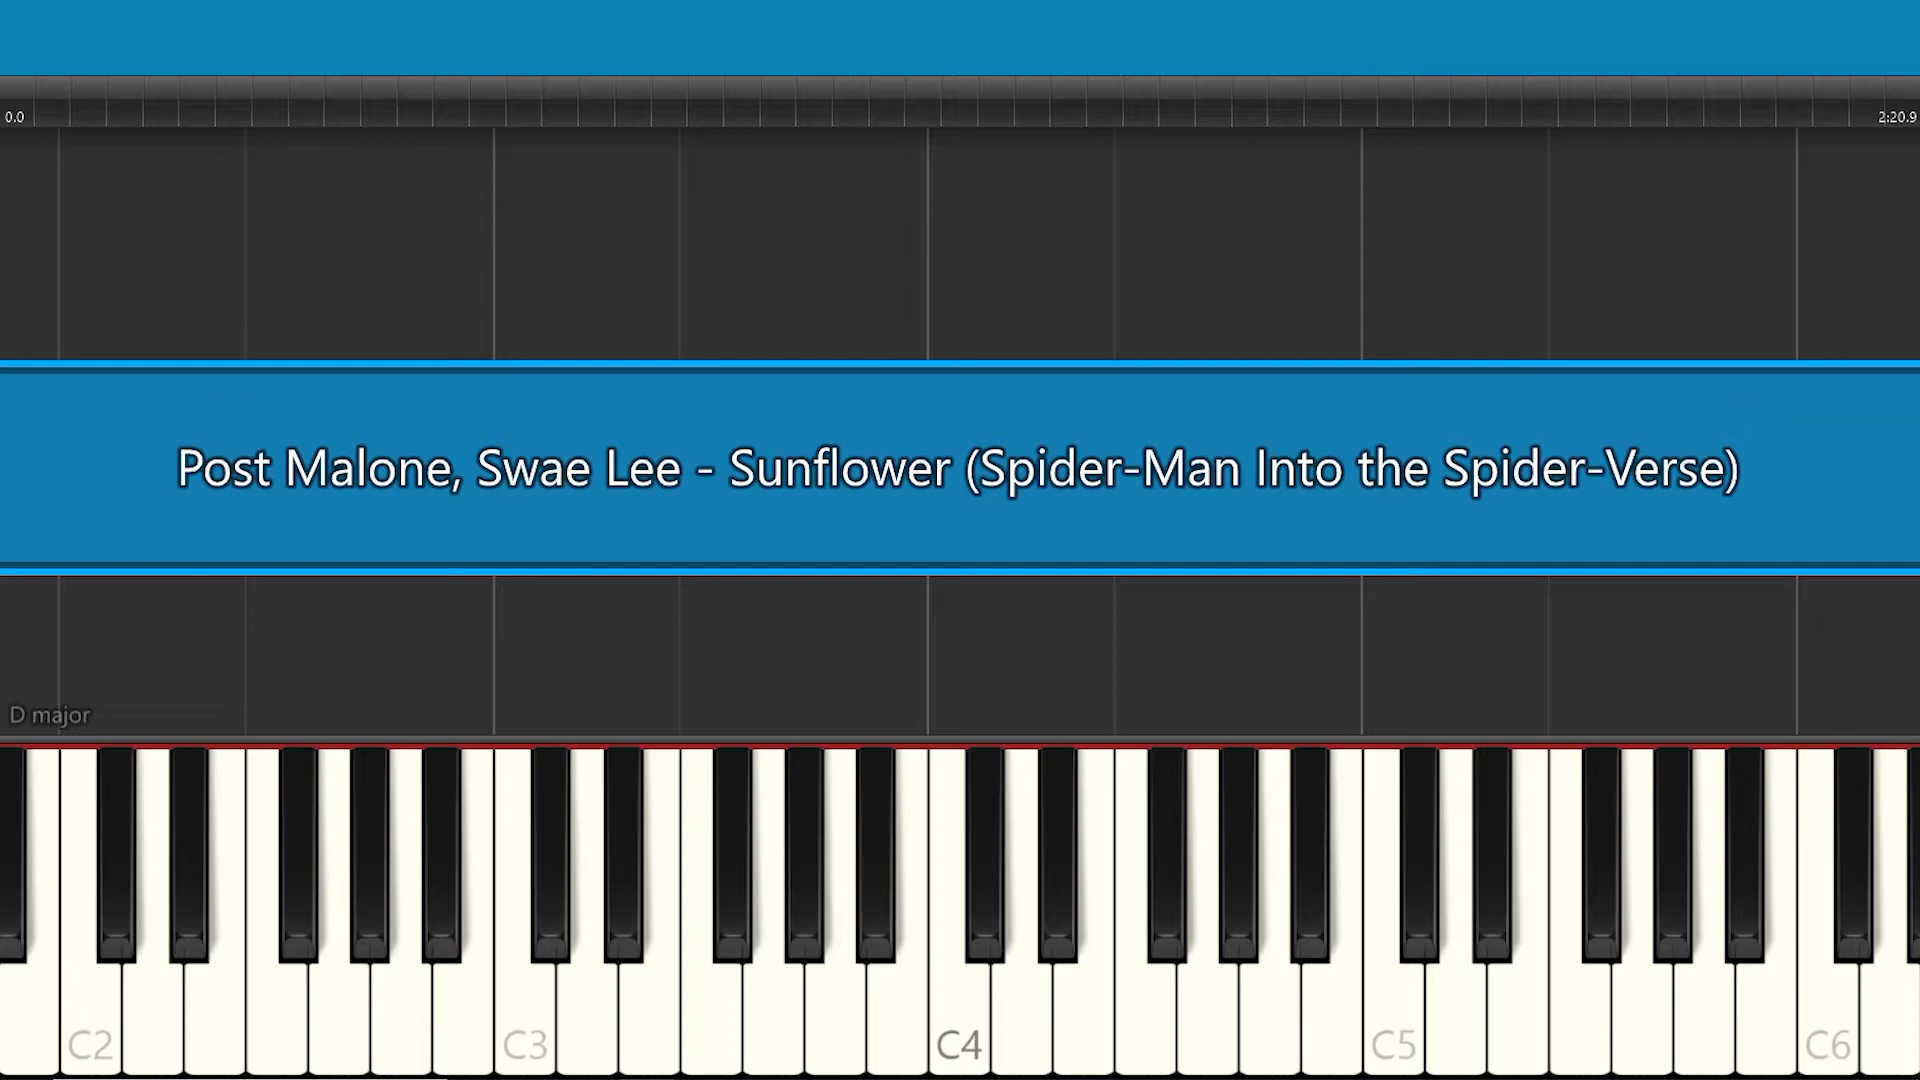 0.0
2:20.9
Post Malone, Swae Lee - Sunflower (Spider-Man Into the Spider-Verse)
D major
C2
C3
C4
C5
C6